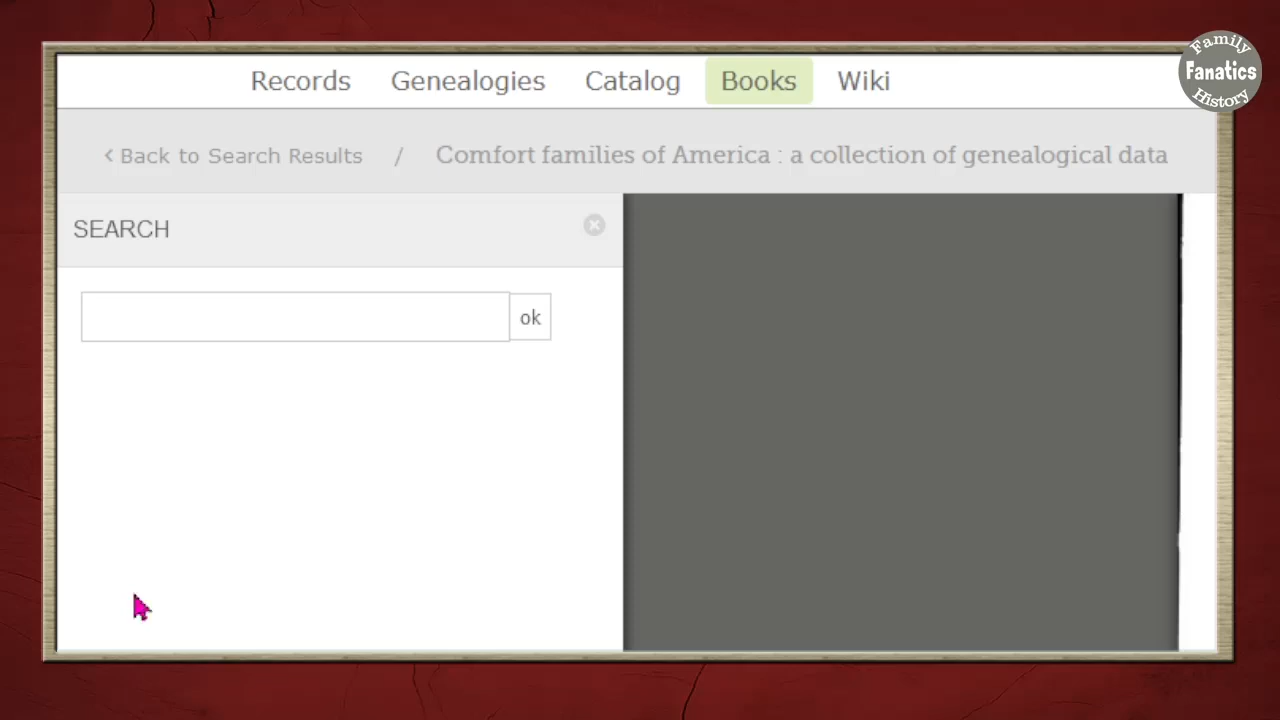 Family
Fanatics
History
Records Genealogies Catalog Books Wiki
Back to Search Results / Comfort families of America : a collection of genealogical data
SEARCH
ok